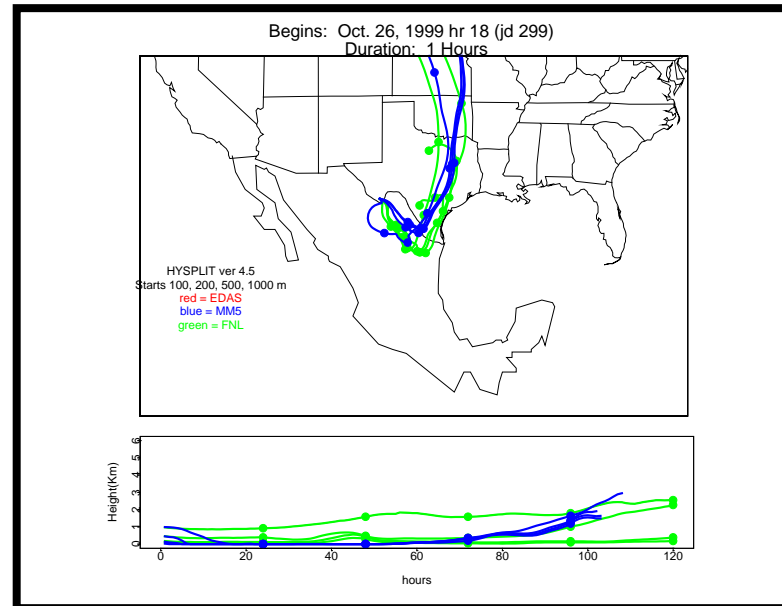 Begins: Oct. 26, 1999 hr 18 (jd 299)
Duration: 1 Hours
HYSPLIT ver 4.5
Starts 100, 200, 500, 1000 m
red = EDAS
blue = MM5
green = FNL
Height(Km)
6
5
4
3
2
1
0
0 20 40 60 80 100 120
hours